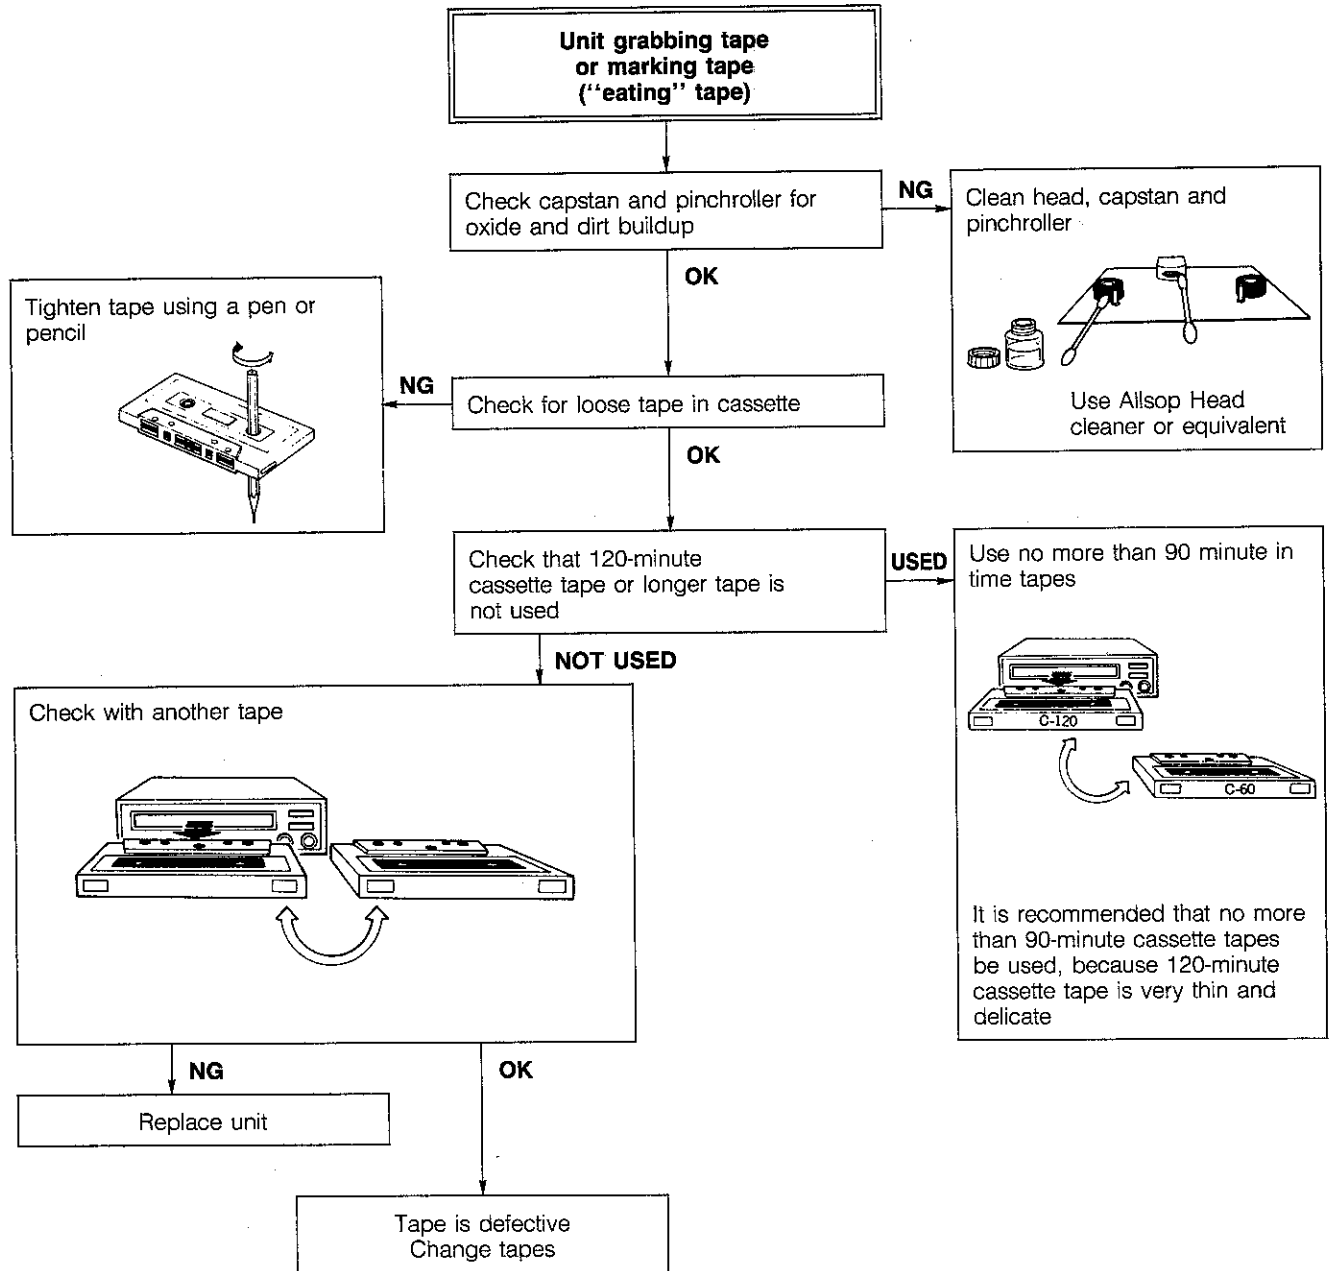 Unit grabbing tape
or marking tape
(“eating” tape)
Check capstan and pinchroller for
oxide and dirt buildup
NG
Clean head, capstan and
pinchroller
Use Allsop Head
cleaner or equivalent
OK
Tighten tape using a pen or
pencil
NG
Check for loose tape in cassette
OK
Check that 120-minute
cassette tape or longer tape is
not used
USED
Use no more than 90 minute in
time tapes
C-120
C-60
It is recommended that no more
than 90-minute cassette tapes
be used, because 120-minute
cassette tape is very thin and
delicate
NOT USED
Check with another tape
NG
OK
Replace unit
Tape is defective
Change tapes